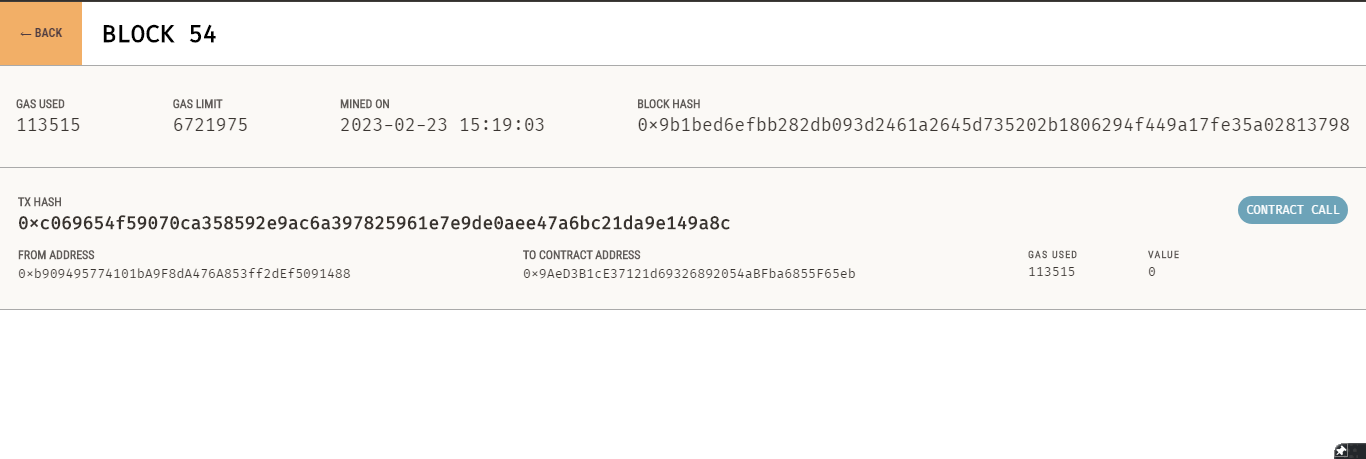 ← BACK
BLOCK 54
GAS USED
113515
GAS LIMIT
6721975
MINED ON
2023-02-23 15:19:03
BLOCK HASH
0×9b1bed6efbb282db093d2461a2645d735202b1806294f449a17fe35a02813798
TX HASH
0×c069654f59070ca358592e9ac6a397825961e7e9de0aee47a6bc21da9e149a8c
CONTRACT CALL
FROM ADDRESS
0×b909495774101bA9F8dA476A853ff2dEf5091488
TO CONTRACT ADDRESS
0×9AeD3B1cE37121d69326892054aBFba6855F65eb
GAS USED
113515
VALUE
0